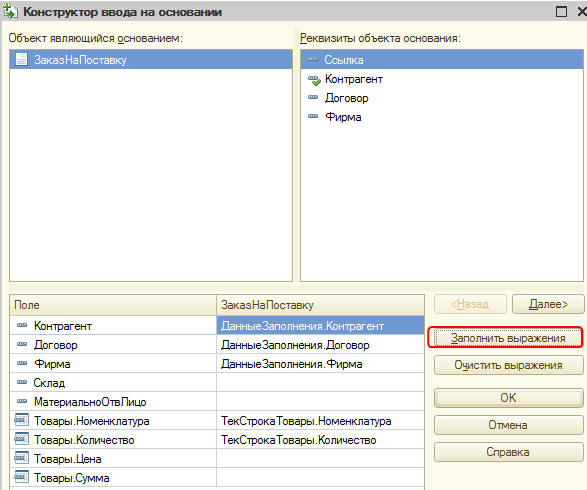 Конструктор ввода на основании
Объект являющийся основанием:
Реквизиты объекта основания:
ЗаказНаПоставку
Ссылка
Контрагент
Договор
Фирма
Поле
ЗаказНаПоставку
<Назад
Далее>
Контрагент
ДанныеЗаполнения.Контрагент
Договор
ДанныеЗаполнения.Договор
Заполнить выражения
Фирма
ДанныеЗаполнения.Фирма
Очистить выражения
Склад
МатериальноОтвЛицо
ОК
Товары.Номенклатура
ТекСтрокаТовары.Номенклатура
Отмена
Товары.Количество
ТекСтрокаТовары.Количество
Товары.Цена
Справка
Товары.Сумма